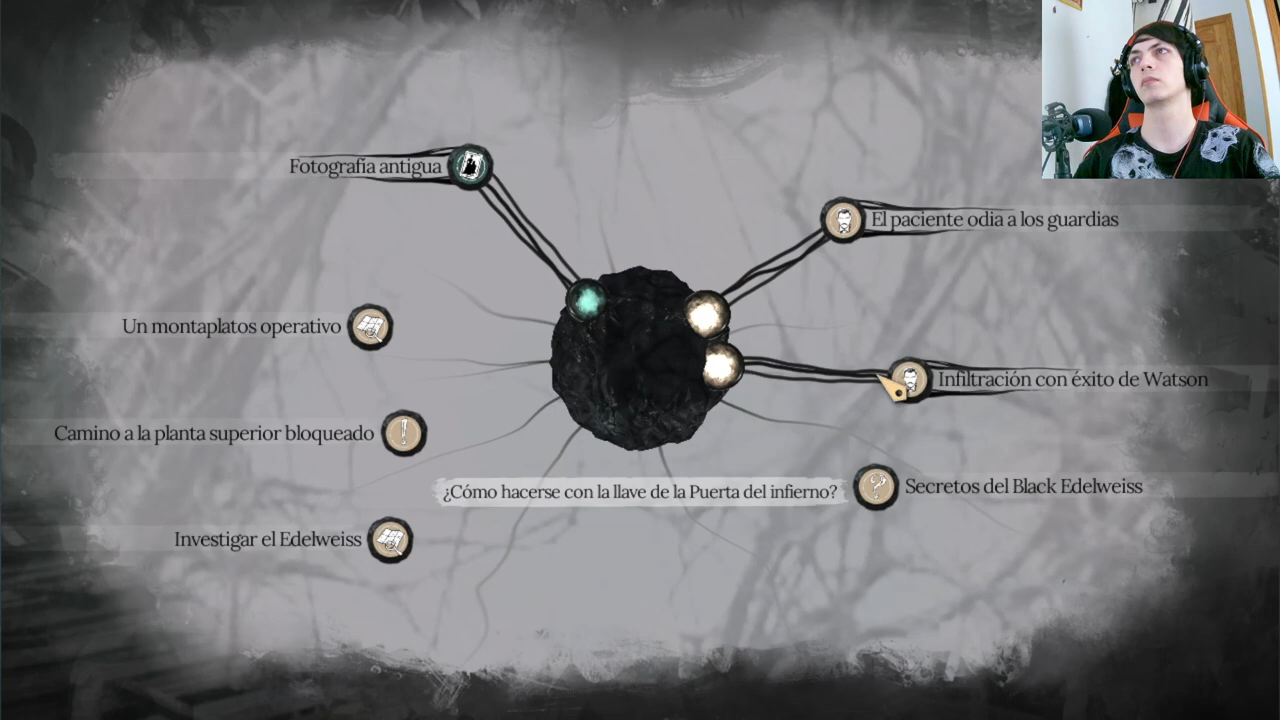 Fotografía antigua
El paciente odia a los guardias
Un montaplatos operativo
Infiltración con éxito de Watson
Camino a la planta superior bloqueado
¿Cómo hacerse con la llave de la Puerta del infierno?
Secretos del Black Edelweiss
Investigar el Edelweiss